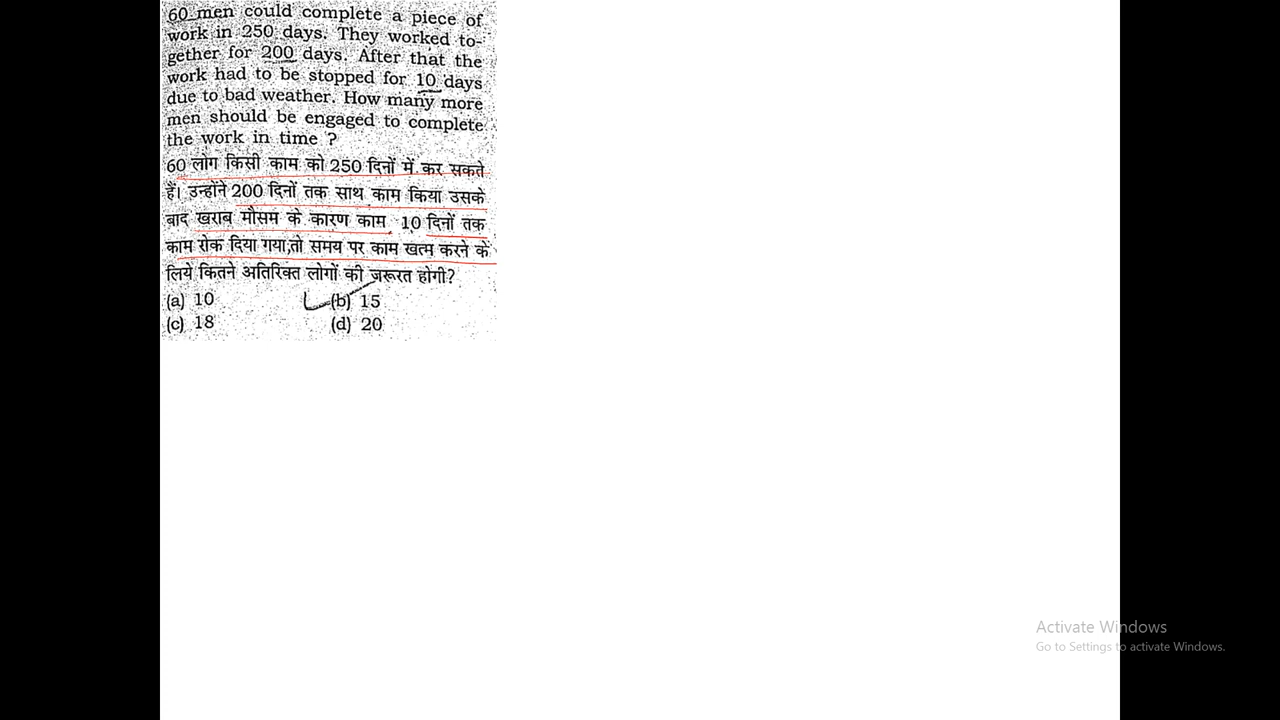 60 men could complete a piece of
work in 250 days. They worked to-
gether for 200 days. After that the
work had to be stopped for 10 days
due to bad weather. How many more
men should be engaged to complete
the work in time ?
60 लोग किसी काम को 250 दिनों में कर सकते
हैं। उन्होंने 200 दिनों तक साथ काम किया उसके
बाद खराब मौसम के कारण काम 10 दिनों तक
काम रोक दिया गया,तो समय पर काम खत्म करने के
लिये कितने अतिरिक्त लोगों की जरूरत होगी?
(a) 10 (b) 15
(c) 18 (d) 20
Activate Windows
Go to Settings to activate Windows.